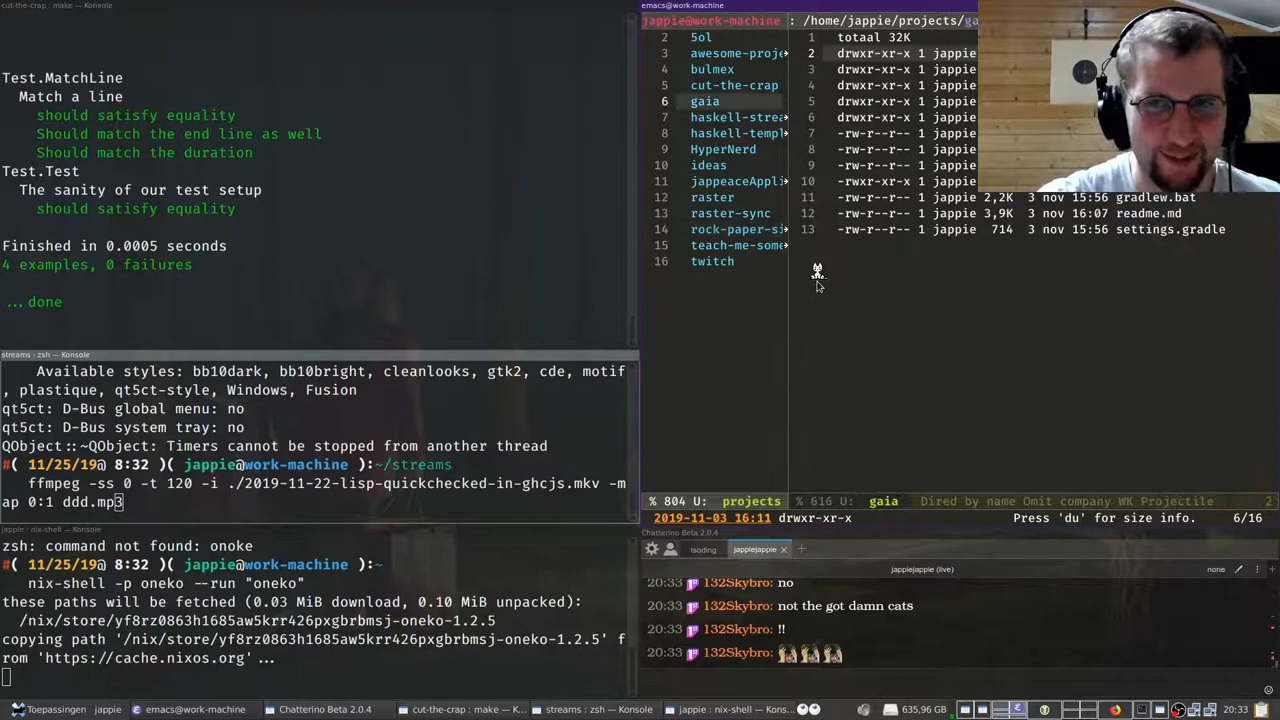 cut-the-crap : make — Konsole
Test.MatchLine
Match a line
should satisfy equality
Should match the end line as well
Should match the duration
Test.Test
The sanity of our test setup
should satisfy equality
Finished in 0.0005 seconds
4 examples, 0 failures
...done
streams : zsh — Konsole
Available styles: bb10dark, bb10bright, cleanlooks, gtk2, cde, motif
, plastique, qt5ct-style, Windows, Fusion
qt5ct: D-Bus global menu: no
qt5ct: D-Bus system tray: no
QObject::~QObject: Timers cannot be stopped from another thread
#( 11/25/19@ 8:32 )( jappie@work-machine ):~/streams
ffmpeg -ss 0 -t 120 -i ./2019-11-22-lisp-quickchecked-in-ghcjs.mkv -m
ap 0:1 ddd.mp3
jappie : nix-shell — Konsole
zsh: command not found: onoke
#( 11/25/19@ 8:32 )( jappie@work-machine ):~
nix-shell -p oneko --run "oneko"
these paths will be fetched (0.03 MiB download, 0.10 MiB unpacked):
/nix/store/yf8rz0863h1685aw5krr426pxgbrbmsj-oneko-1.2.5
copying path '/nix/store/yf8rz0863h1685aw5krr426pxgbrbmsj-oneko-1.2.5' f
rom 'https://cache.nixos.org'...
emacs@work-machine
jappie@work-machine : /home/jappie/projects/ga
2 5ol
3 awesome-proje
4 bulmex
5 cut-the-crap
6 gaia
7 haskell-strea
8 haskell-templ
9 HyperNerd
10 ideas
11 jappeaceAppli
12 raster
13 raster-sync
14 rock-paper-si
15 teach-me-some
16 twitch
1 totaal 32K
2 drwxr-xr-x 1 jappie
3 drwxr-xr-x 1 jappie
4 drwxr-xr-x 1 jappie
5 drwxr-xr-x 1 jappie
6 drwxr-xr-x 1 jappie
7 -rw-r--r-- 1 jappie
8 -rw-r--r-- 1 jappie
9 -rw-r--r-- 1 jappie
10 -rwxr-xr-x 1 jappie
11 -rw-r--r-- 1 jappie 2,2K 3 nov 15:56 gradlew.bat
12 -rw-r--r-- 1 jappie 3,9K 3 nov 16:07 readme.md
13 -rw-r--r-- 1 jappie 714 3 nov 15:56 settings.gradle
% 804 U: projects % 616 U: gaia Dired by name Omit company WK Projectile 2
2019-11-03 16:11 drwxr-xr-x Press 'du' for size info. 6/16
Chatterino Beta 2.0.4
tsoding jappiejappie
jappiejappie (live) none
20:33 132Skybro: no
20:33 132Skybro: not the got damn cats
20:33 132Skybro: !!
20:33 132Skybro:
Toepassingen jappie emacs@work-machine Chatterino Beta 2.0.4 cut-the-crap : make — K... streams : zsh — Konsole jappie : nix-shell — Kons... 635,96 GB 20:33